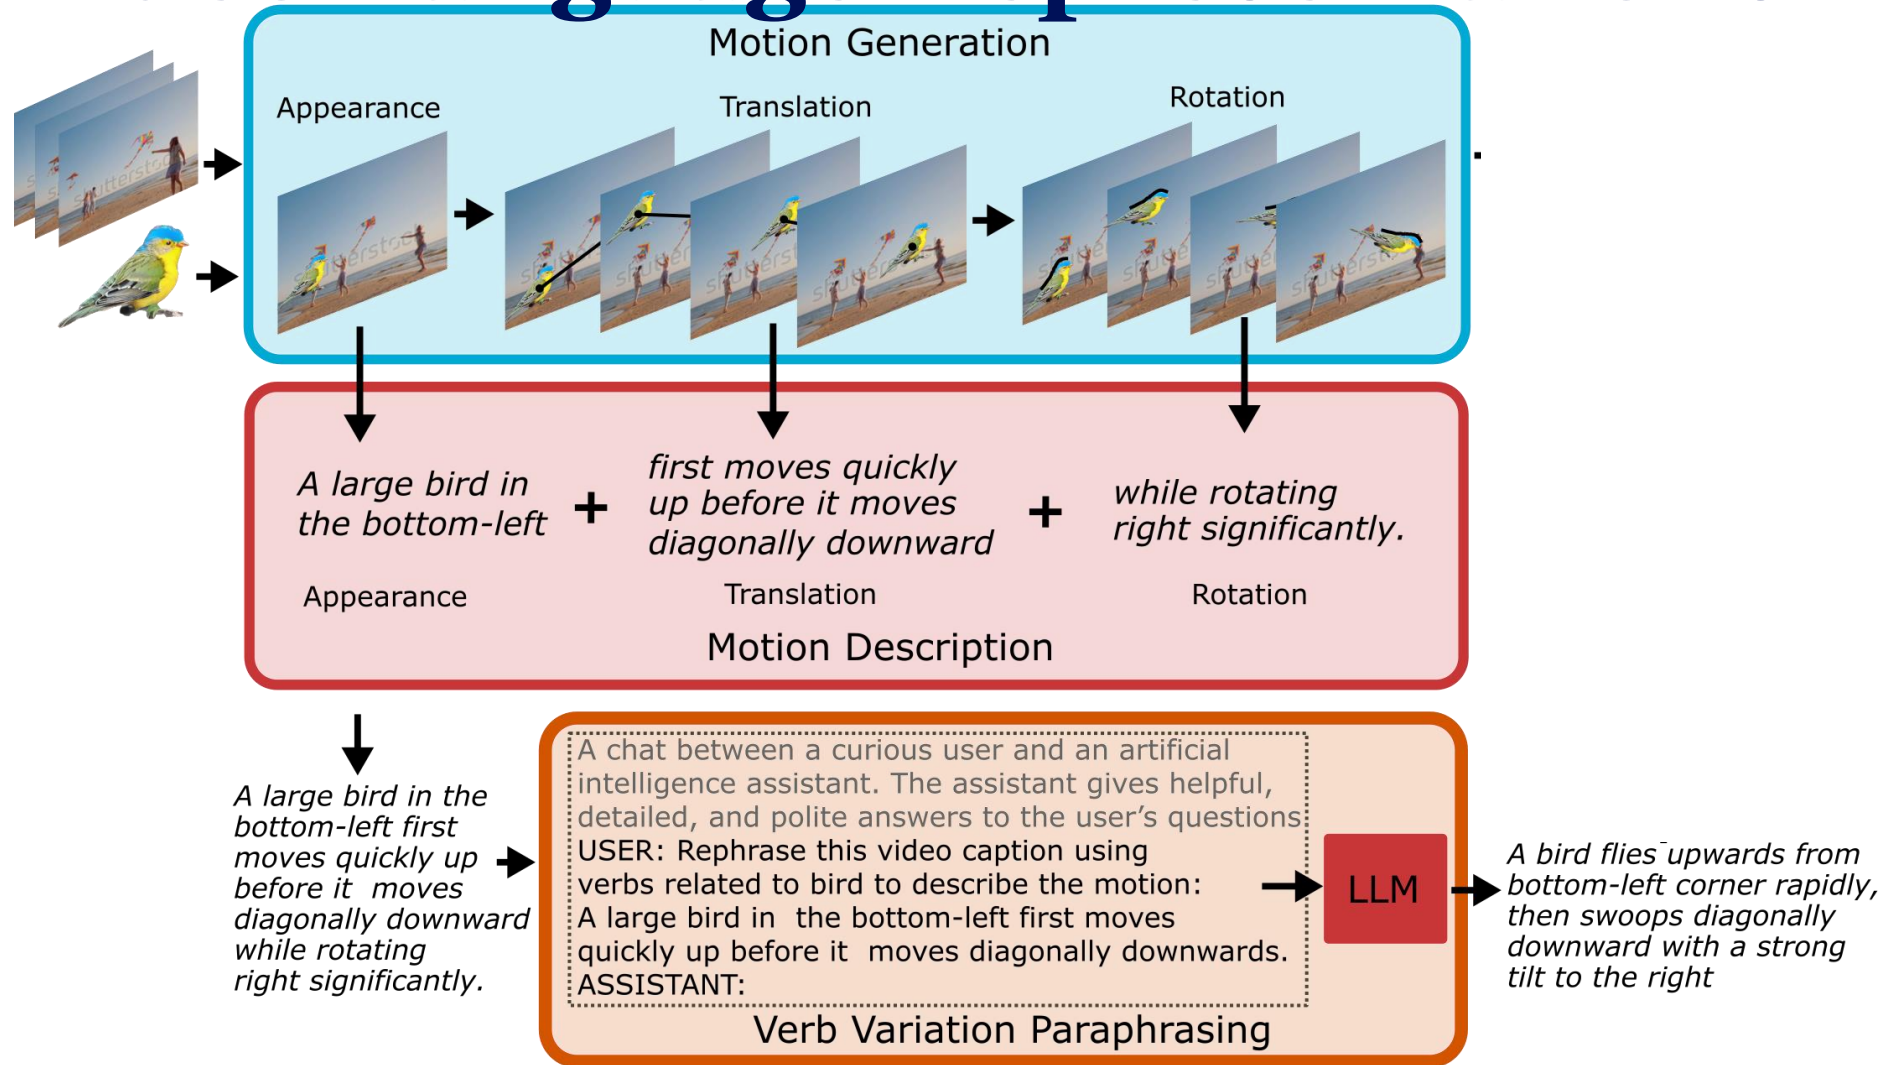 Motion Generation
Appearance
Translation
Rotation
shutterstock
A large bird in
the bottom-left
+
first moves quickly
up before it moves
diagonally downward
+
while rotating
right significantly.
Appearance
Translation
Rotation
Motion Description
A large bird in the
bottom-left first
moves quickly up
before it moves
diagonally downward
while rotating
right significantly.
A chat between a curious user and an artificial
intelligence assistant. The assistant gives helpful,
detailed, and polite answers to the user's questions
USER: Rephrase this video caption using
verbs related to bird to describe the motion:
A large bird in the bottom-left first moves
quickly up before it moves diagonally downwards.
ASSISTANT:
LLM
Verb Variation Paraphrasing
A bird flies upwards from
bottom-left corner rapidly,
then swoops diagonally
downward with a strong
tilt to the right